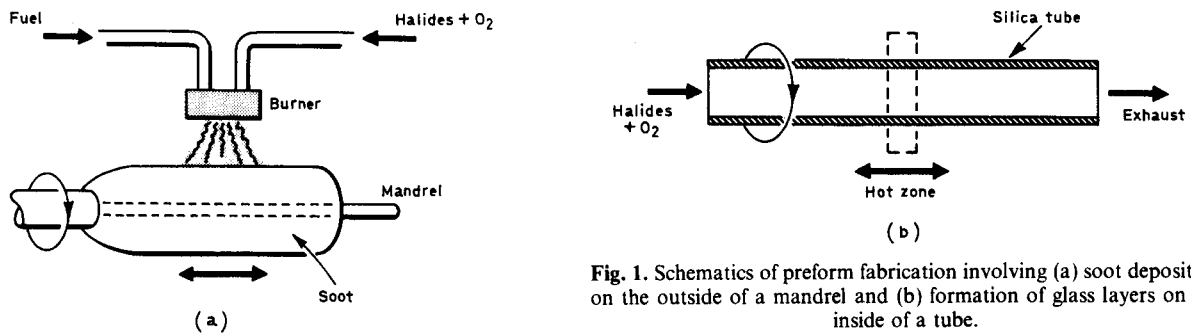 Fuel
Halides + O2
Burner
Mandrel
Soot
(a)
Silica tube
Halides
+ O2
Exhaust
Hot zone
(b)
Fig. 1. Schematics of preform fabrication involving (a) soot deposit
on the outside of a mandrel and (b) formation of glass layers on
inside of a tube.